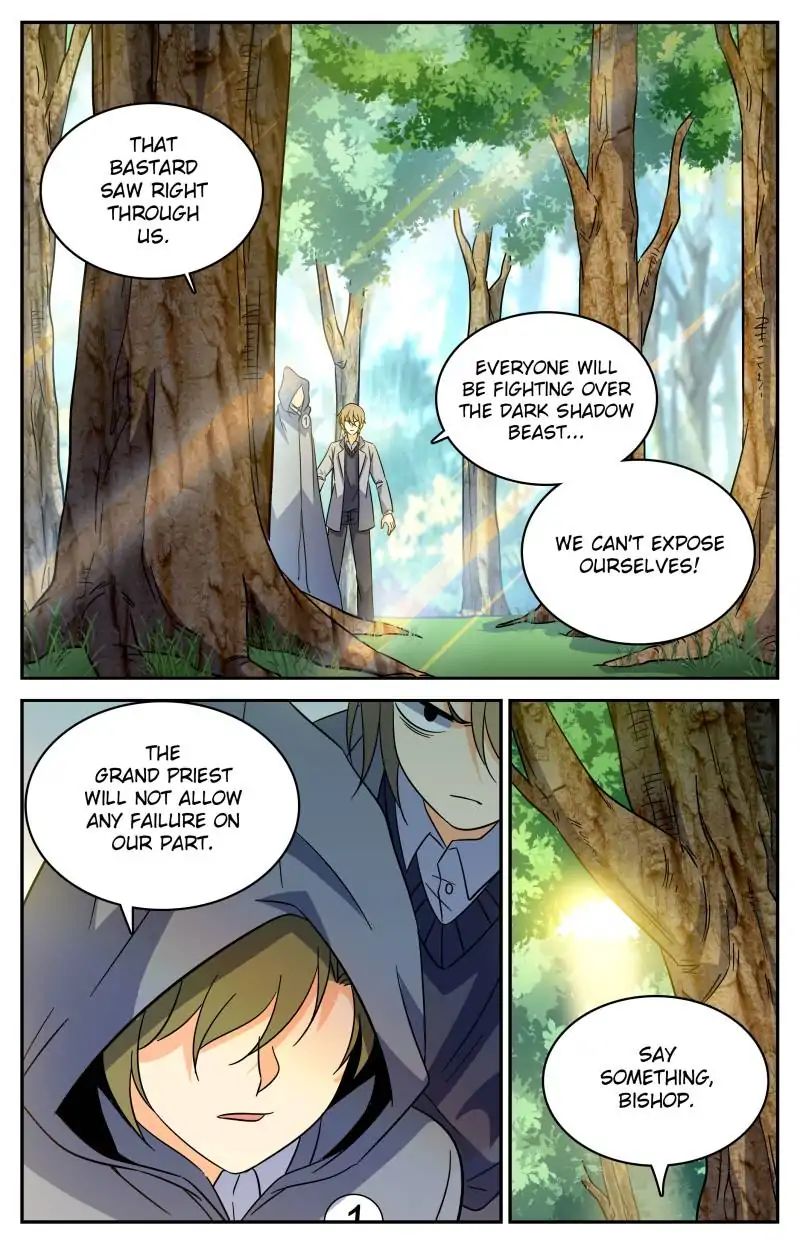 THAT
BASTARD
SAW RIGHT
THROUGH
US.
EVERYONE WILL
BE FIGHTING OVER
THE DARK SHADOW
BEAST...
WE CAN'T EXPOSE
OURSELVES!
THE
GRAND PRIEST
WILL NOT ALLOW
ANY FAILURE ON
OUR PART.
1
SAY
SOMETHING,
BISHOP.